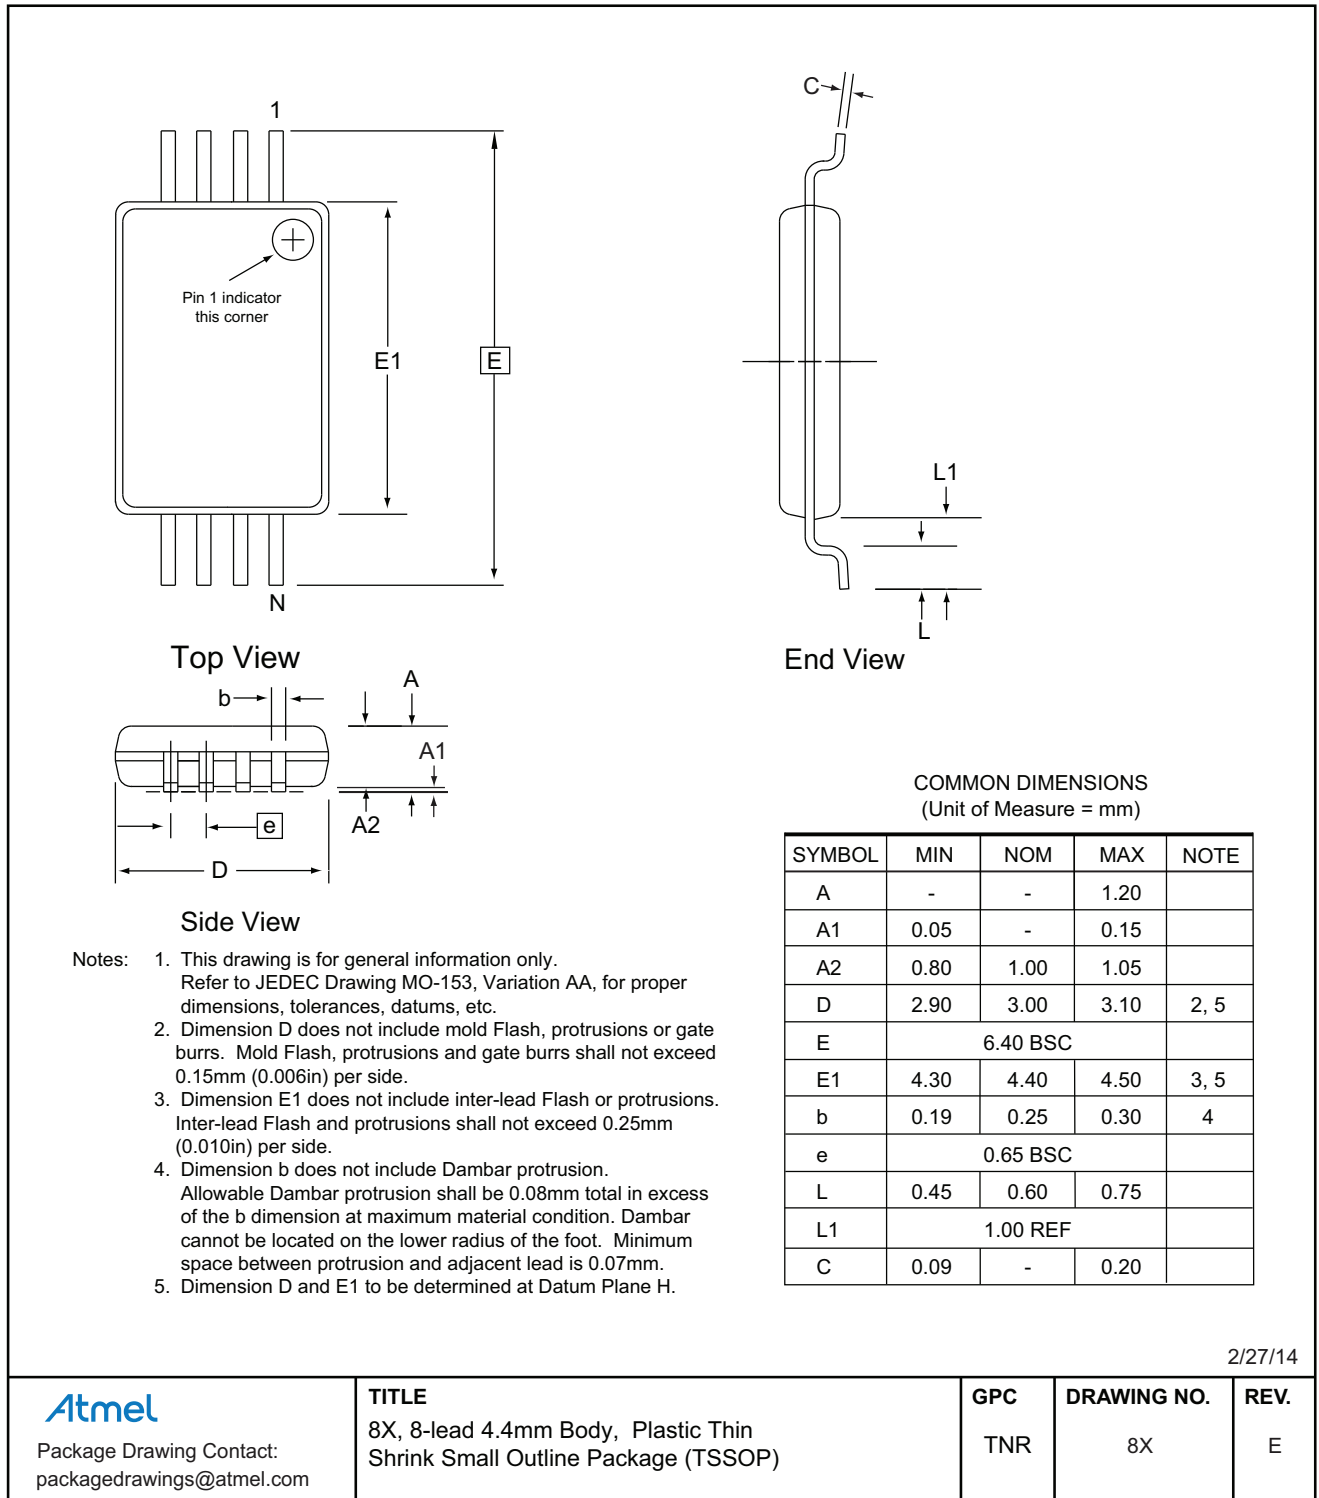 1
C
Pin 1 indicator
this corner
E1
E
L1
N
L
Top View
End View
b
A
A1
e
A2
D
Side View
COMMON DIMENSIONS
(Unit of Measure = mm)
SYMBOL MIN NOM MAX NOTE
A - - 1.20
A1 0.05 - 0.15
A2 0.80 1.00 1.05
D 2.90 3.00 3.10 2, 5
E 6.40 BSC
E1 4.30 4.40 4.50 3, 5
b 0.19 0.25 0.30 4
e 0.65 BSC
L 0.45 0.60 0.75
L1 1.00 REF
C 0.09 - 0.20
Notes: 1. This drawing is for general information only.
Refer to JEDEC Drawing MO-153, Variation AA, for proper
dimensions, tolerances, datums, etc.
2. Dimension D does not include mold Flash, protrusions or gate
burrs. Mold Flash, protrusions and gate burrs shall not exceed
0.15mm (0.006in) per side.
3. Dimension E1 does not include inter-lead Flash or protrusions.
Inter-lead Flash and protrusions shall not exceed 0.25mm
(0.010in) per side.
4. Dimension b does not include Dambar protrusion.
Allowable Dambar protrusion shall be 0.08mm total in excess
of the b dimension at maximum material condition. Dambar
cannot be located on the lower radius of the foot. Minimum
space between protrusion and adjacent lead is 0.07mm.
5. Dimension D and E1 to be determined at Datum Plane H.
2/27/14
Atmel
Package Drawing Contact:
packagedrawings@atmel.com
TITLE
8X, 8-lead 4.4mm Body, Plastic Thin
Shrink Small Outline Package (TSSOP)
GPC
TNR
DRAWING NO.
8X
REV.
E